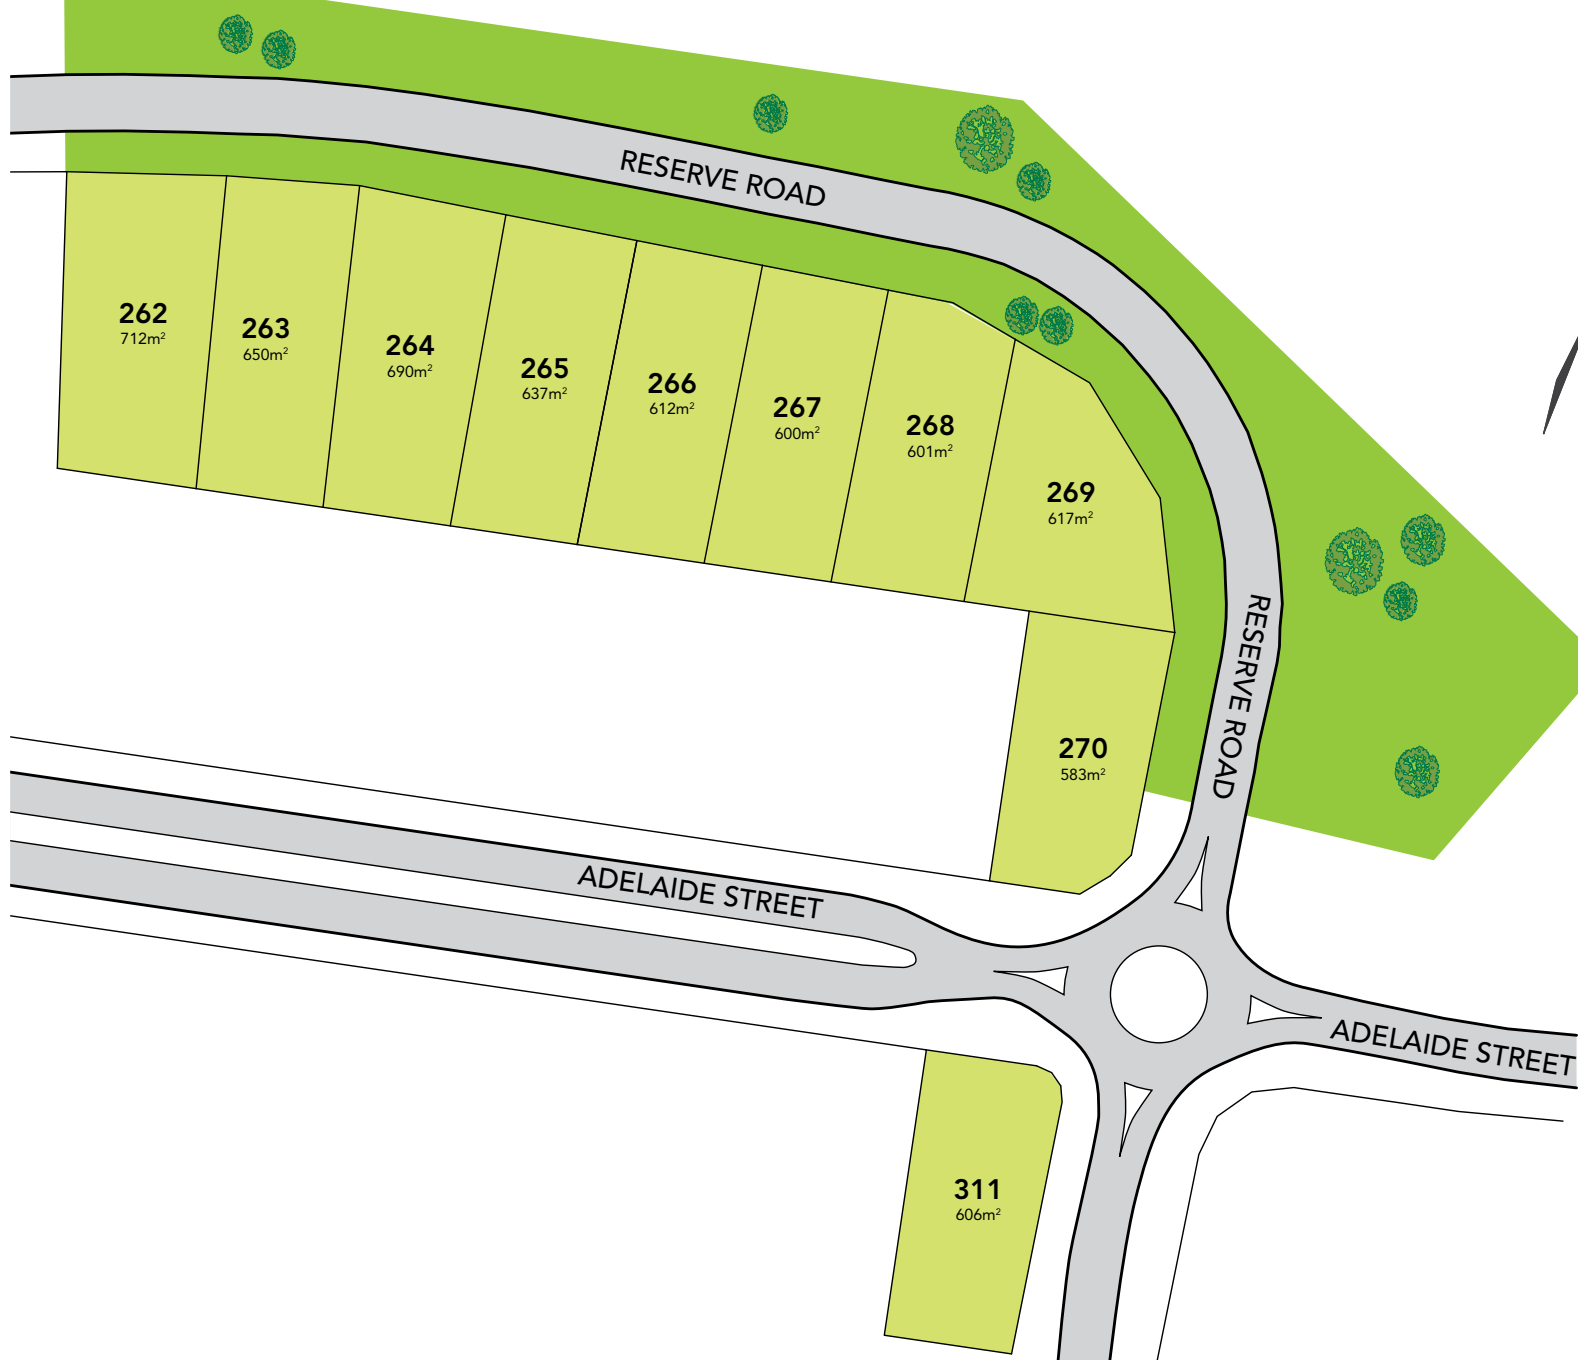 RESERVE ROAD
262
712m²
263
650m²
264
690m²
265
637m²
266
612m²
267
600m²
268
601m²
269
617m²
RESERVE ROAD
270
583m²
ADELAIDE STREET
ADELAIDE STREET
311
606m²